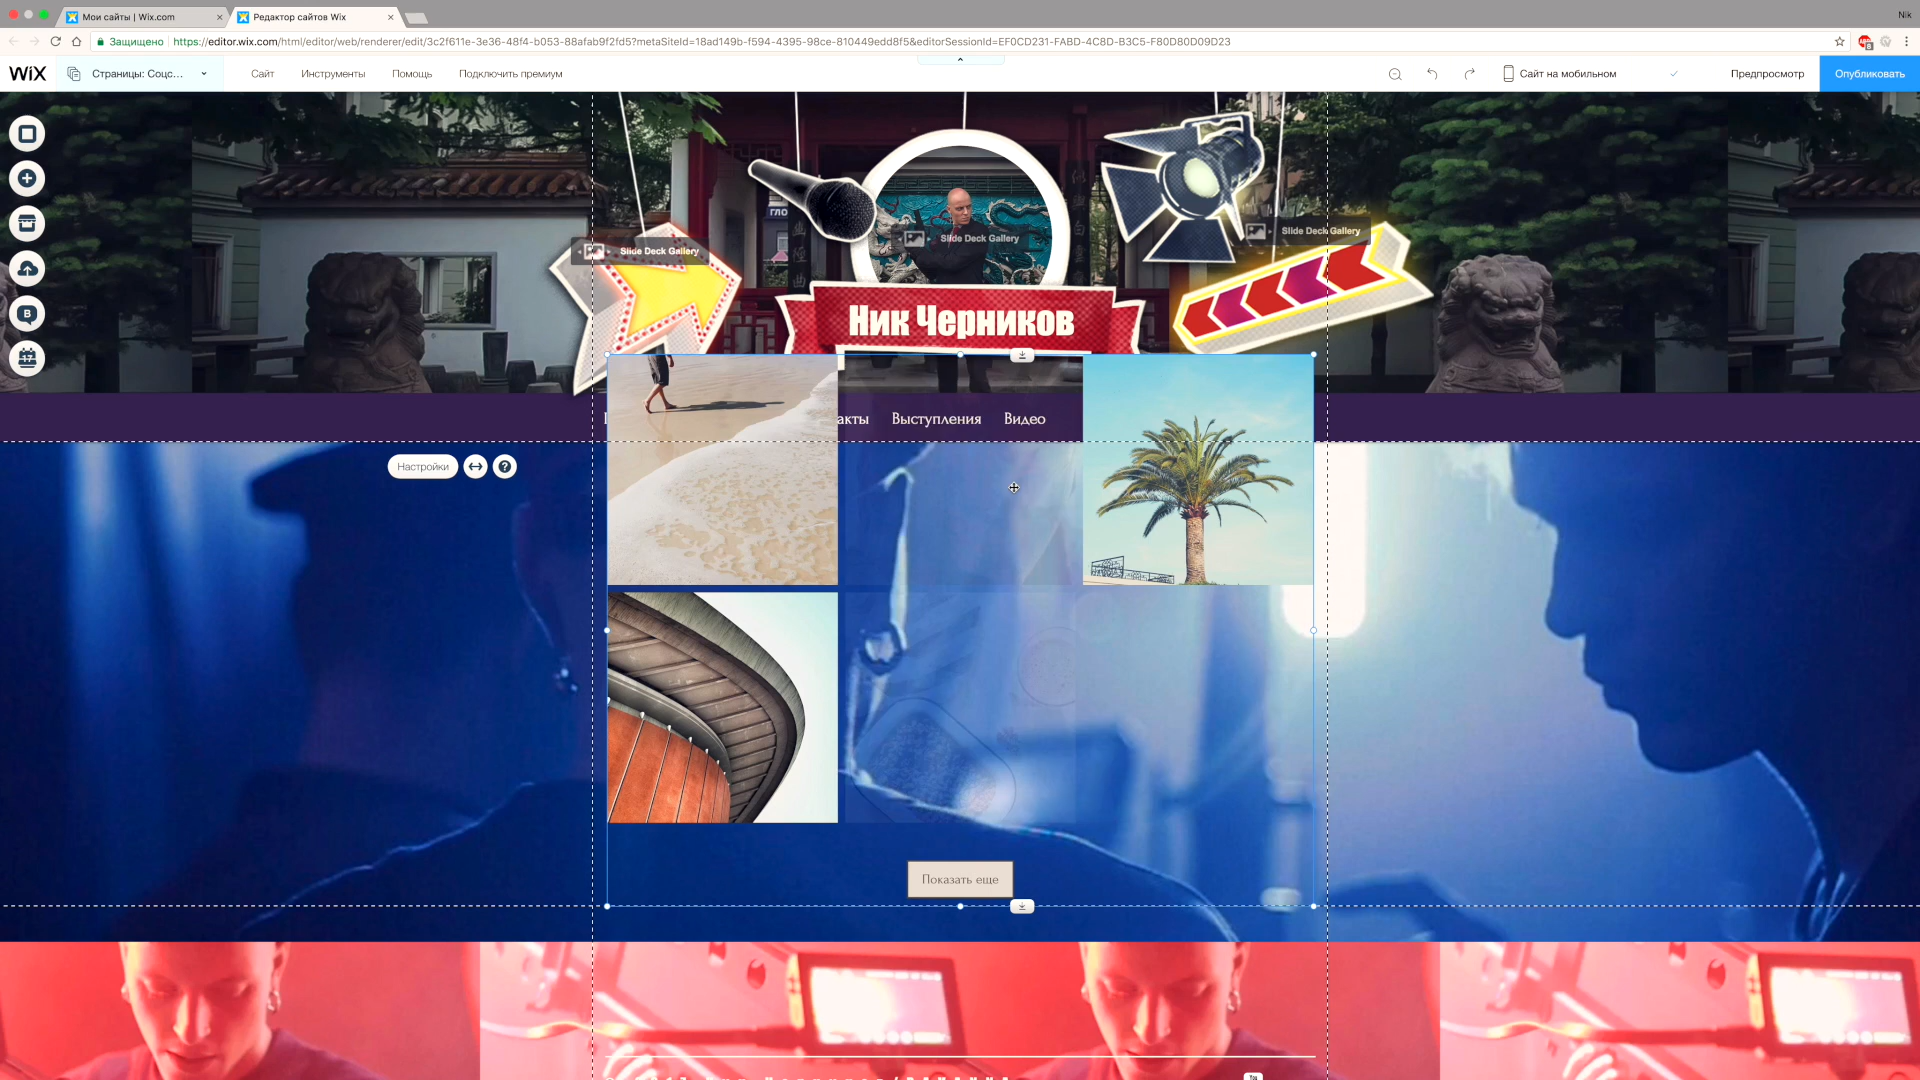 Мои сайты | Wix.com
Редактор сайтов Wix
Nik
Защищено
https://editor.wix.com/html/editor/web/renderer/edit/3c2f611e-3e36-48f4-b053-88afab9f2fd5?metaSiteId=18ad149b-f594-4395-98ce-810449edd8f5&editorSessionId=EF0CD231-FABD-4C8D-B3C5-F80D80D09D23
WiX
Страницы: Соцс...
Сайт
Инструменты
Помощь
Подключить премиум
Сайт на мобильном
Предпросмотр
Опубликовать
ГЛО
Slide Deck Gallery
Slide Deck Gallery
Slide Deck Gallery
Ник Черников
акты
Выступления
Видео
Настройки
Показать еще
You